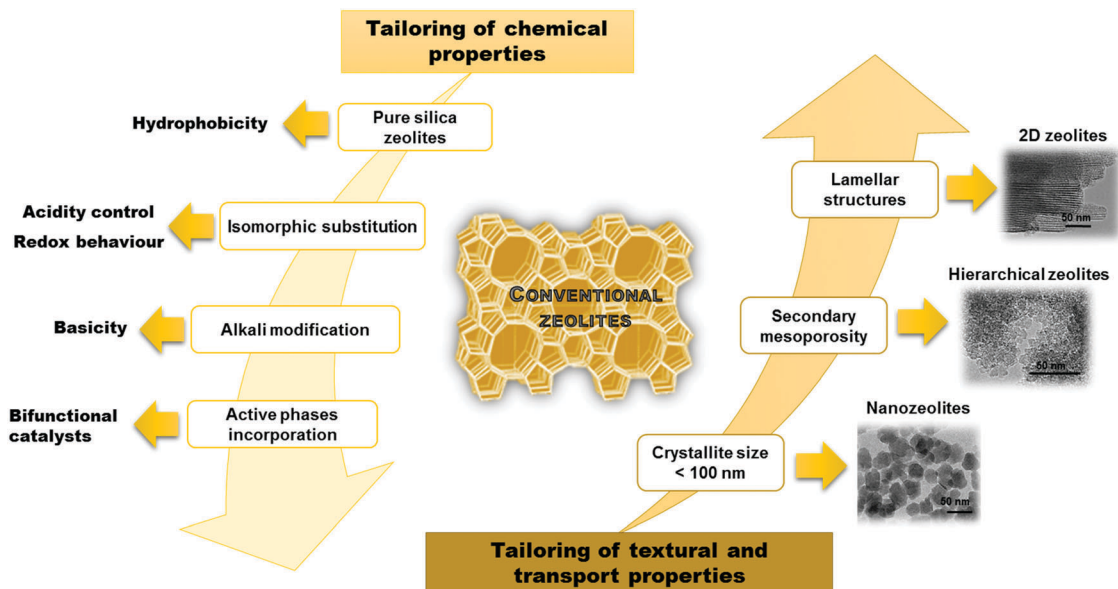 Tailoring of chemical
properties
Hydrophobicity
Pure silica
zeolites
Acidity control
Redox behaviour
Isomorphic substitution
Basicity
Alkali modification
Bifunctional
catalysts
Active phases
incorporation
CONVENTIONAL
ZEOLITES
2D zeolites
Lamellar
structures
50 nm
Hierarchical zeolites
Secondary
mesoporosity
50 nm
Nanozeolites
Crystallite size
< 100 nm
50 nm
Tailoring of textural and
transport properties